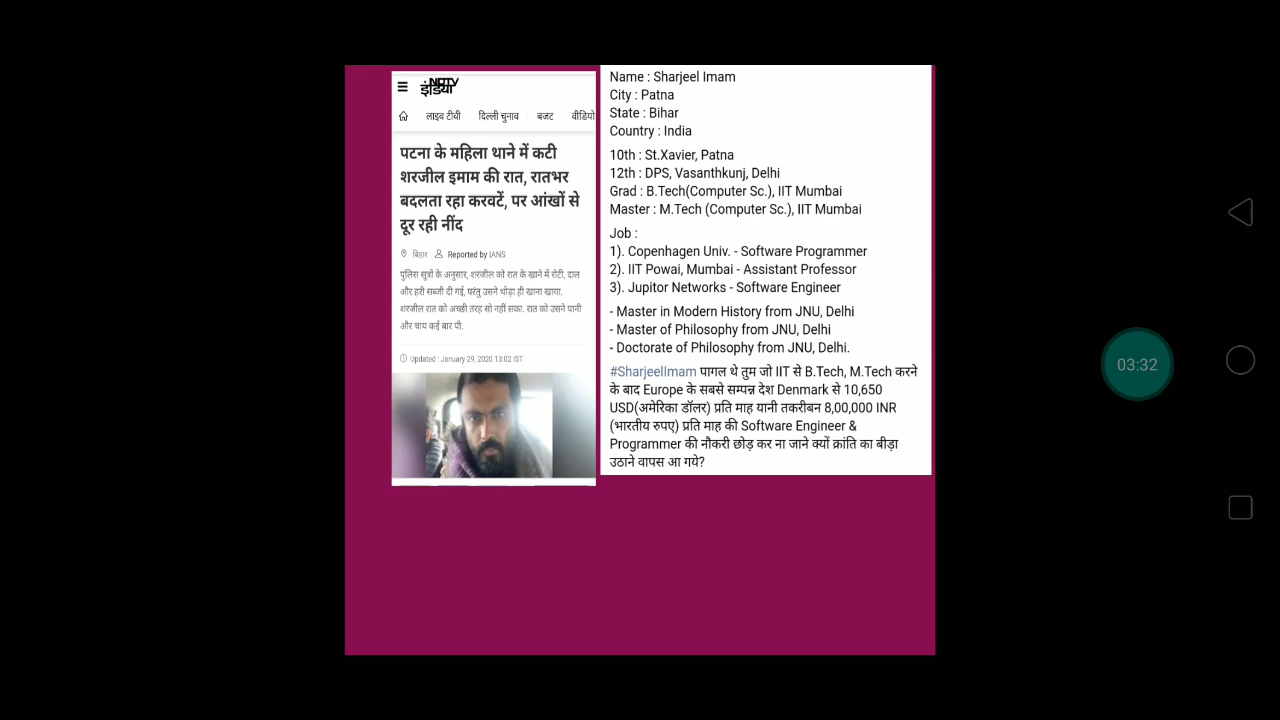 NDTV
इंडिया
लाइव टीवी दिल्ली चुनाव बजट वीडियो
पटना के महिला थाने में कटी
शरजील इमाम की रात, रातभर
बदलता रहा करवटें, पर आंखों से
दूर रही नींद
बिहार Reported by IANS
पुलिस सूत्रों के अनुसार, शरजील को रात के खाने में रोटी, दाल
और हरी सब्जी दी गई, परंतु उसने थोड़ा ही खाना खाया.
शरजील रात को अच्छी तरह सो नहीं सका. रात को उसने पानी
और चाय कई बार पी.
Updated : January 29, 2020 13:02 IST
Name : Sharjeel Imam
City : Patna
State : Bihar
Country : India
10th : St.Xavier, Patna
12th : DPS, Vasanthkunj, Delhi
Grad : B.Tech(Computer Sc.), IIT Mumbai
Master : M.Tech (Computer Sc.), IIT Mumbai
Job :
1). Copenhagen Univ. - Software Programmer
2). IIT Powai, Mumbai - Assistant Professor
3). Jupitor Networks - Software Engineer
- Master in Modern History from JNU, Delhi
- Master of Philosophy from JNU, Delhi
- Doctorate of Philosophy from JNU, Delhi.
#SharjeelImam पागल थे तुम जो IIT से B.Tech, M.Tech करने
के बाद Europe के सबसे सम्पन्न देश Denmark से 10,650
USD(अमेरिका डॉलर) प्रति माह यानी तकरीबन 8,00,000 INR
(भारतीय रुपए) प्रति माह की Software Engineer &
Programmer की नौकरी छोड़ कर ना जाने क्यों क्रांति का बीड़ा
उठाने वापस आ गये?
03:32